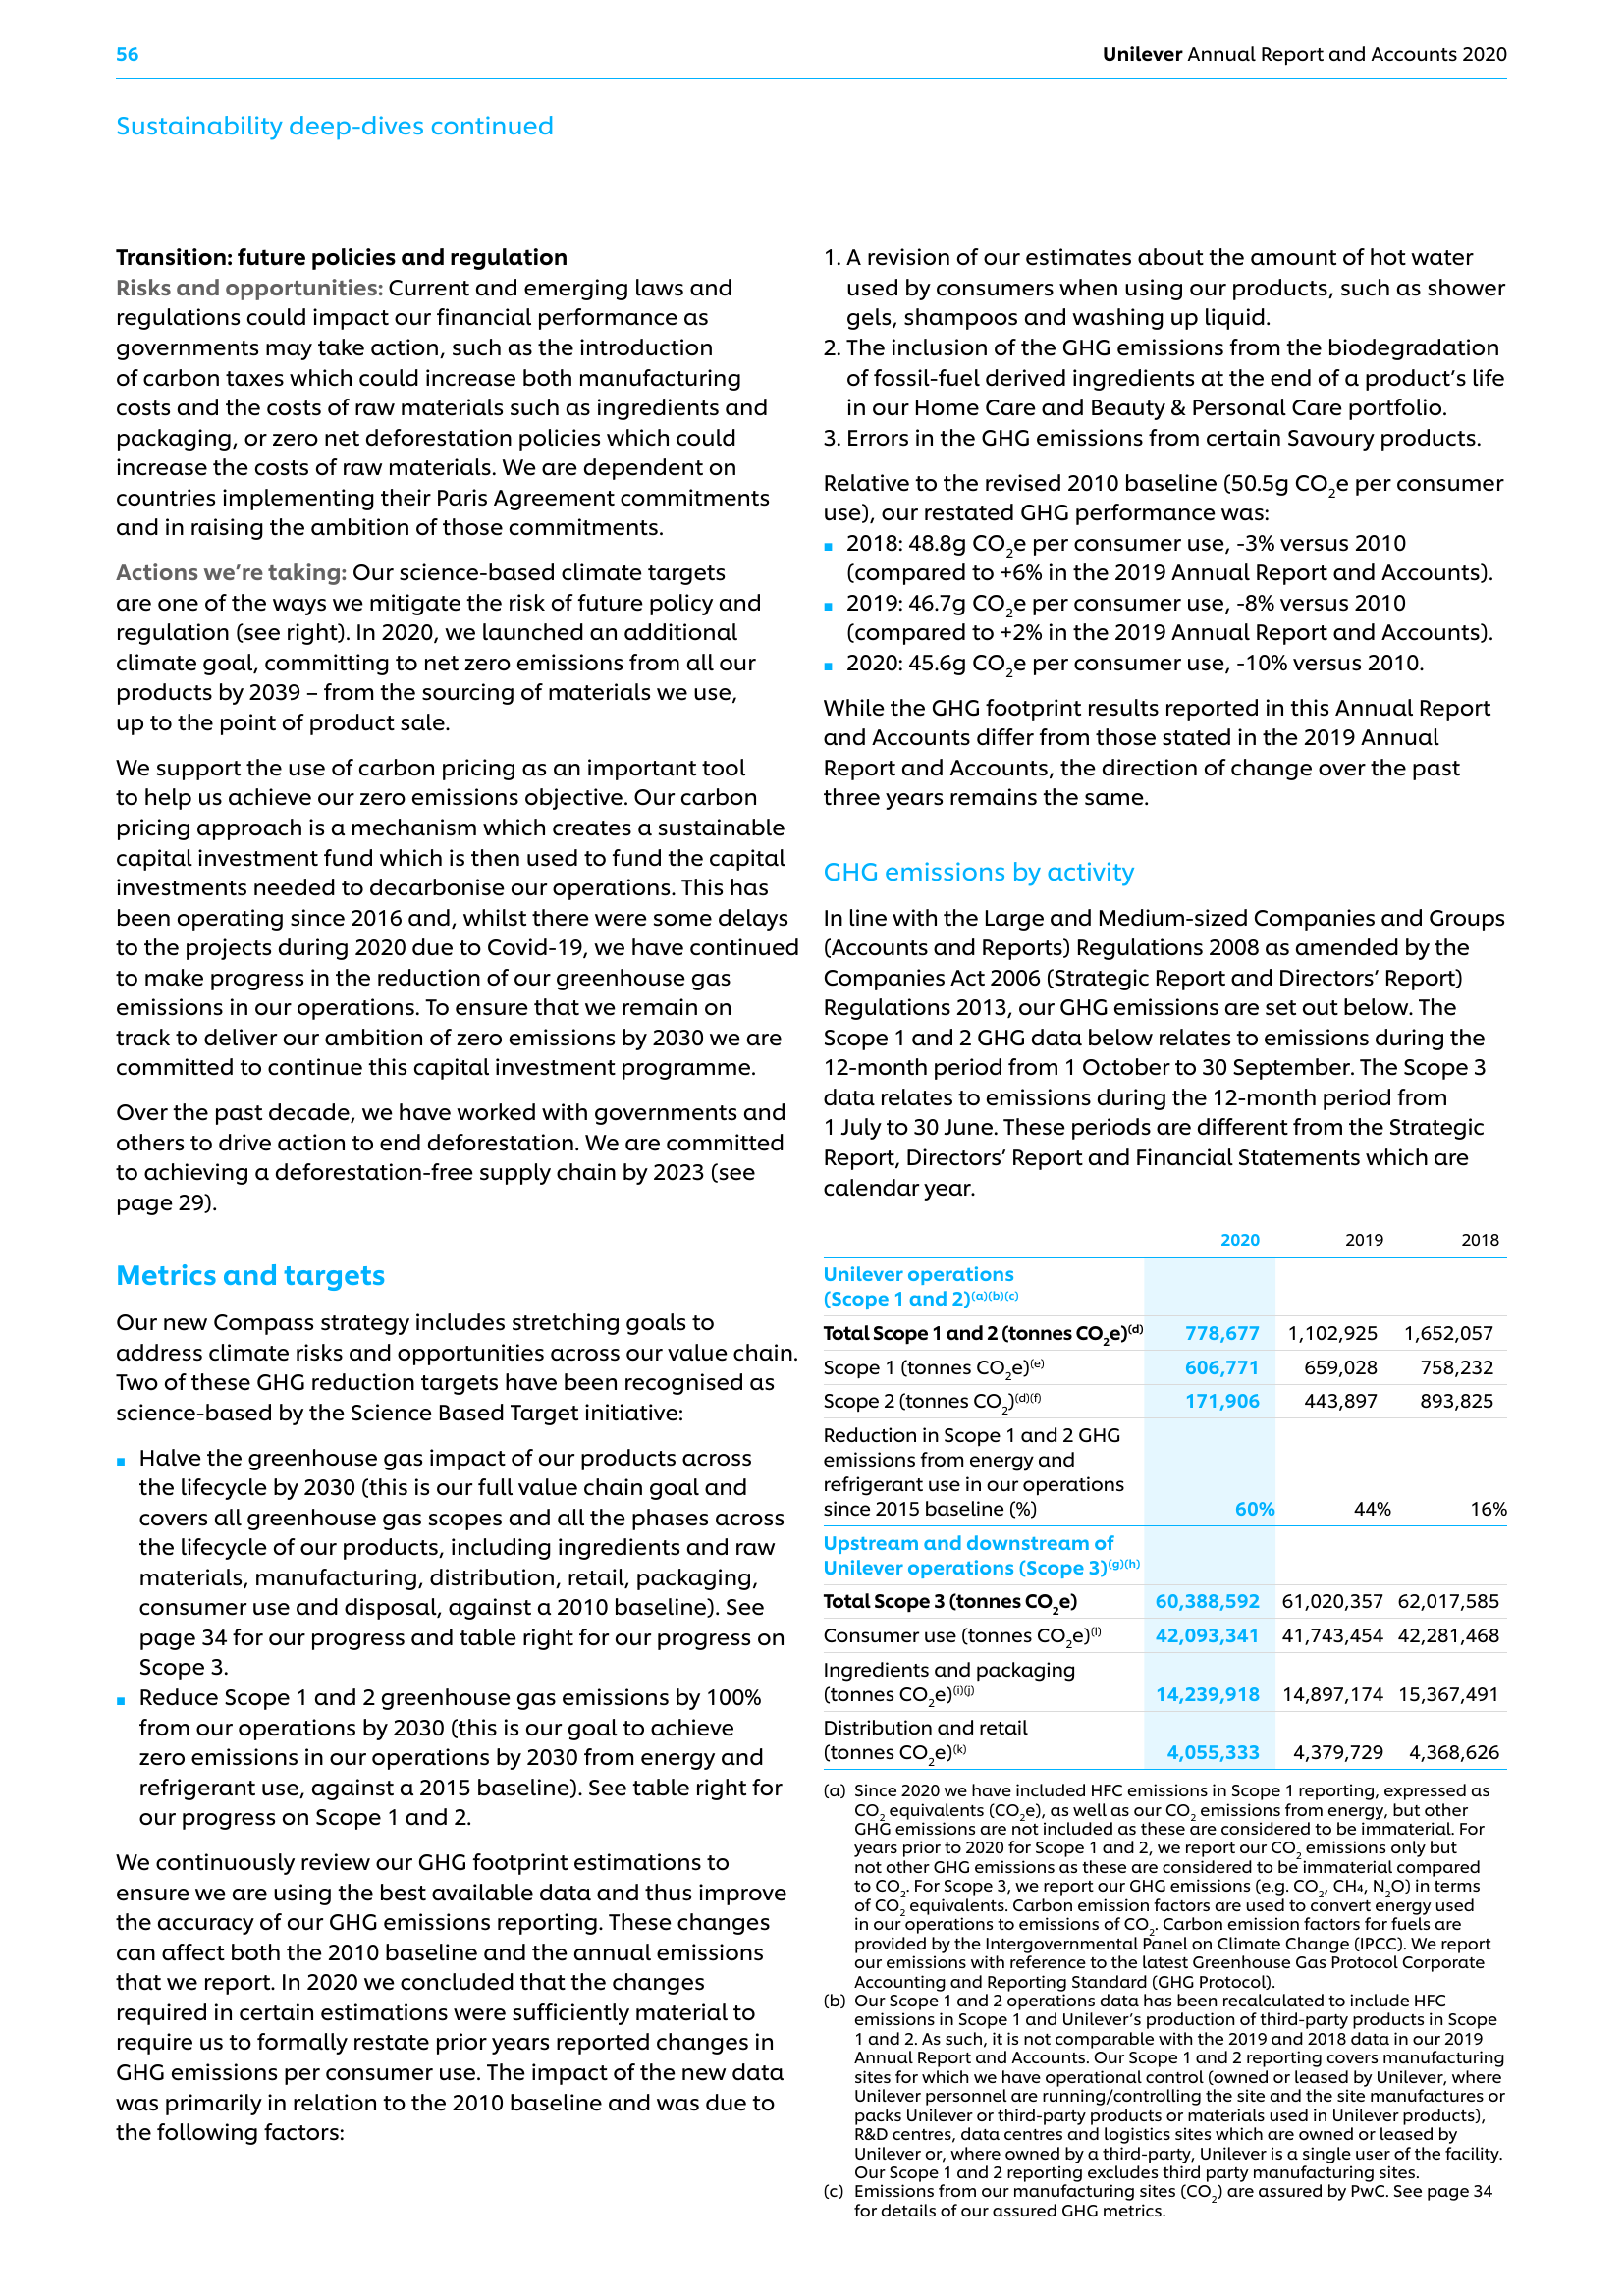 56
Unilever Annual Report and Accounts 2020
Sustainability deep-dives continued
Transition: future policies and regulation
Risks and opportunities: Current and emerging laws and
regulations could impact our financial performance as
governments may take action, such as the introduction
of carbon taxes which could increase both manufacturing
costs and the costs of raw materials such as ingredients and
packaging, or zero net deforestation policies which could
increase the costs of raw materials. We are dependent on
countries implementing their Paris Agreement commitments
and in raising the ambition of those commitments.
Actions we're taking: Our science-based climate targets
are one of the ways we mitigate the risk of future policy and
regulation (see right). In 2020, we launched an additional
climate goal, committing to net zero emissions from all our
products by 2039 – from the sourcing of materials we use,
up to the point of product sale.
We support the use of carbon pricing as an important tool
to help us achieve our zero emissions objective. Our carbon
pricing approach is a mechanism which creates a sustainable
capital investment fund which is then used to fund the capital
investments needed to decarbonise our operations. This has
been operating since 2016 and, whilst there were some delays
to the projects during 2020 due to Covid-19, we have continued
to make progress in the reduction of our greenhouse gas
emissions in our operations. To ensure that we remain on
track to deliver our ambition of zero emissions by 2030 we are
committed to continue this capital investment programme.
Over the past decade, we have worked with governments and
others to drive action to end deforestation. We are committed
to achieving a deforestation-free supply chain by 2023 (see
page 29).
Metrics and targets
Our new Compass strategy includes stretching goals to
address climate risks and opportunities across our value chain.
Two of these GHG reduction targets have been recognised as
science-based by the Science Based Target initiative:
▪ Halve the greenhouse gas impact of our products across
the lifecycle by 2030 (this is our full value chain goal and
covers all greenhouse gas scopes and all the phases across
the lifecycle of our products, including ingredients and raw
materials, manufacturing, distribution, retail, packaging,
consumer use and disposal, against a 2010 baseline). See
page 34 for our progress and table right for our progress on
Scope 3.
▪ Reduce Scope 1 and 2 greenhouse gas emissions by 100%
from our operations by 2030 (this is our goal to achieve
zero emissions in our operations by 2030 from energy and
refrigerant use, against a 2015 baseline). See table right for
our progress on Scope 1 and 2.
We continuously review our GHG footprint estimations to
ensure we are using the best available data and thus improve
the accuracy of our GHG emissions reporting. These changes
can affect both the 2010 baseline and the annual emissions
that we report. In 2020 we concluded that the changes
required in certain estimations were sufficiently material to
require us to formally restate prior years reported changes in
GHG emissions per consumer use. The impact of the new data
was primarily in relation to the 2010 baseline and was due to
the following factors:
1. A revision of our estimates about the amount of hot water
used by consumers when using our products, such as shower
gels, shampoos and washing up liquid.
2. The inclusion of the GHG emissions from the biodegradation
of fossil-fuel derived ingredients at the end of a product's life
in our Home Care and Beauty & Personal Care portfolio.
3. Errors in the GHG emissions from certain Savoury products.
Relative to the revised 2010 baseline (50.5g CO₂e per consumer
use), our restated GHG performance was:
▪ 2018: 48.8g CO₂e per consumer use, -3% versus 2010
(compared to +6% in the 2019 Annual Report and Accounts).
▪ 2019: 46.7g CO₂e per consumer use, -8% versus 2010
(compared to +2% in the 2019 Annual Report and Accounts).
▪ 2020: 45.6g CO₂e per consumer use, -10% versus 2010.
While the GHG footprint results reported in this Annual Report
and Accounts differ from those stated in the 2019 Annual
Report and Accounts, the direction of change over the past
three years remains the same.
GHG emissions by activity
In line with the Large and Medium-sized Companies and Groups
(Accounts and Reports) Regulations 2008 as amended by the
Companies Act 2006 (Strategic Report and Directors' Report)
Regulations 2013, our GHG emissions are set out below. The
Scope 1 and 2 GHG data below relates to emissions during the
12-month period from 1 October to 30 September. The Scope 3
data relates to emissions during the 12-month period from
1 July to 30 June. These periods are different from the Strategic
Report, Directors' Report and Financial Statements which are
calendar year.
2020 2019 2018
Unilever operations
(Scope 1 and 2)(a)(b)(c)
Total Scope 1 and 2 (tonnes CO₂e)(d) 778,677 1,102,925 1,652,057
Scope 1 (tonnes CO₂e)(e) 606,771 659,028 758,232
Scope 2 (tonnes CO₂)(d)(f) 171,906 443,897 893,825
Reduction in Scope 1 and 2 GHG
emissions from energy and
refrigerant use in our operations
since 2015 baseline (%) 60% 44% 16%
Upstream and downstream of
Unilever operations (Scope 3)(g)(h)
Total Scope 3 (tonnes CO₂e) 60,388,592 61,020,357 62,017,585
Consumer use (tonnes CO₂e)(i) 42,093,341 41,743,454 42,281,468
Ingredients and packaging
(tonnes CO₂e)(i)(j) 14,239,918 14,897,174 15,367,491
Distribution and retail
(tonnes CO₂e)(k) 4,055,333 4,379,729 4,368,626
(a) Since 2020 we have included HFC emissions in Scope 1 reporting, expressed as
CO₂ equivalents (CO₂e), as well as our CO₂ emissions from energy, but other
GHG emissions are not included as these are considered to be immaterial. For
years prior to 2020 for Scope 1 and 2, we report our CO₂ emissions only but
not other GHG emissions as these are considered to be immaterial compared
to CO₂. For Scope 3, we report our GHG emissions (e.g. CO₂, CH₄, N₂O) in terms
of CO₂ equivalents. Carbon emission factors are used to convert energy used
in our operations to emissions of CO₂. Carbon emission factors for fuels are
provided by the Intergovernmental Panel on Climate Change (IPCC). We report
our emissions with reference to the latest Greenhouse Gas Protocol Corporate
Accounting and Reporting Standard (GHG Protocol).
(b) Our Scope 1 and 2 operations data has been recalculated to include HFC
emissions in Scope 1 and Unilever's production of third-party products in Scope
1 and 2. As such, it is not comparable with the 2019 and 2018 data in our 2019
Annual Report and Accounts. Our Scope 1 and 2 reporting covers manufacturing
sites for which we have operational control (owned or leased by Unilever, where
Unilever personnel are running/controlling the site and the site manufactures or
packs Unilever or third-party products or materials used in Unilever products),
R&D centres, data centres and logistics sites which are owned or leased by
Unilever or, where owned by a third-party, Unilever is a single user of the facility.
Our Scope 1 and 2 reporting excludes third party manufacturing sites.
(c) Emissions from our manufacturing sites (CO₂) are assured by PwC. See page 34
for details of our assured GHG metrics.